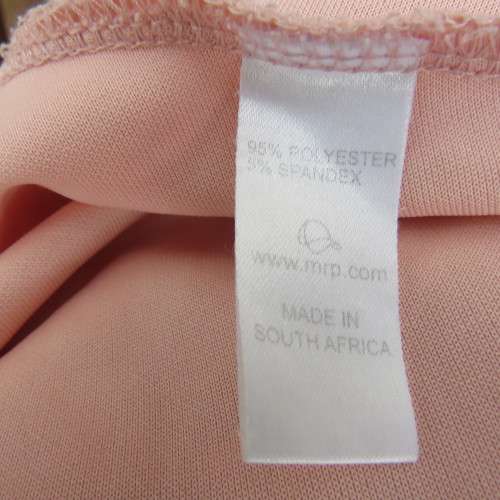 95% POLYESTER
5% SPANDEX
www.mrp.com
MADE IN
SOUTH AFRICA